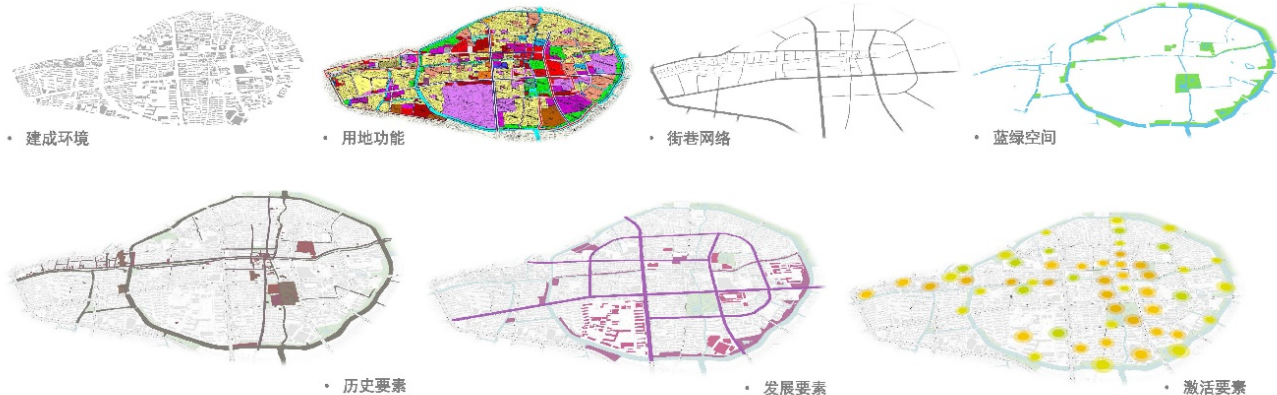 • 建成环境
• 用地功能
• 街巷网络
• 蓝绿空间
• 历史要素
• 发展要素
• 激活要素